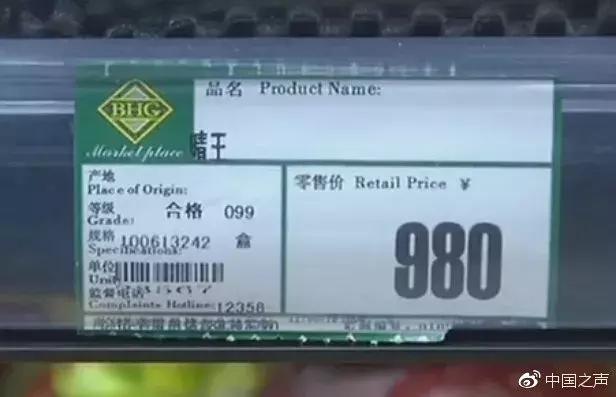 BHG
Market place
品名 Product Name:
晴王
产地
Place of Origin:
等级
Grade: 合格 099
规格 100613242 盒
Specifications:
单位
Unit
监督电话
Complaints Hotline: 12358
零售价 Retail Price ¥
980
中国之声